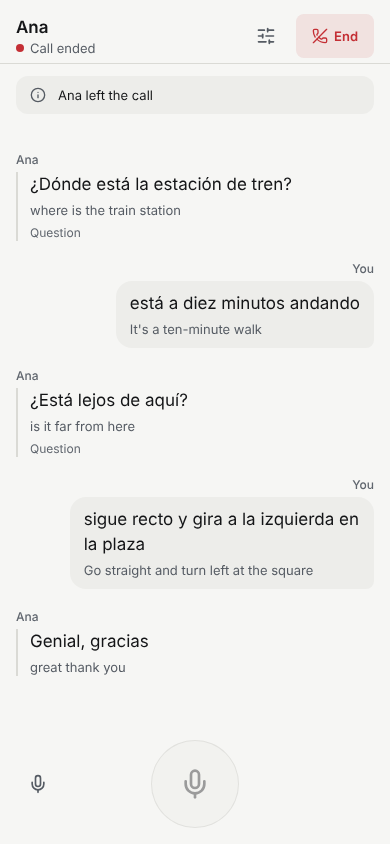 Ana
Call ended
End
Ana left the call
Ana
¿Dónde está la estación de tren?
where is the train station
Question
You
está a diez minutos andando
It's a ten-minute walk
Ana
¿Está lejos de aquí?
is it far from here
Question
You
sigue recto y gira a la izquierda en
la plaza
Go straight and turn left at the square
Ana
Genial, gracias
great thank you